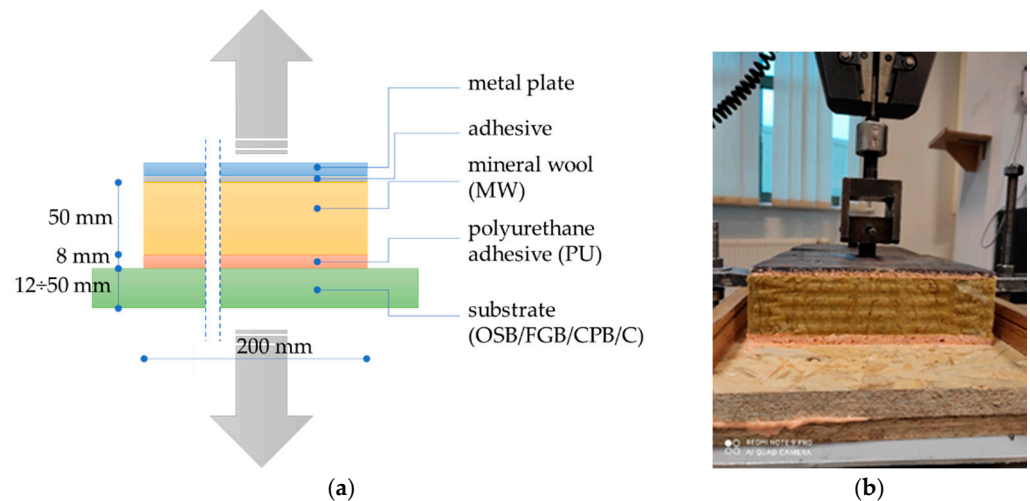 metal plate
adhesive
mineral wool
(MW)
50 mm
polyurethane
adhesive (PU)
8 mm
12÷50 mm
substrate
(OSB/FGB/CPB/C)
200 mm
REDMI NOTE 9 PRO
AI QUAD CAMERA
(a)
(b)